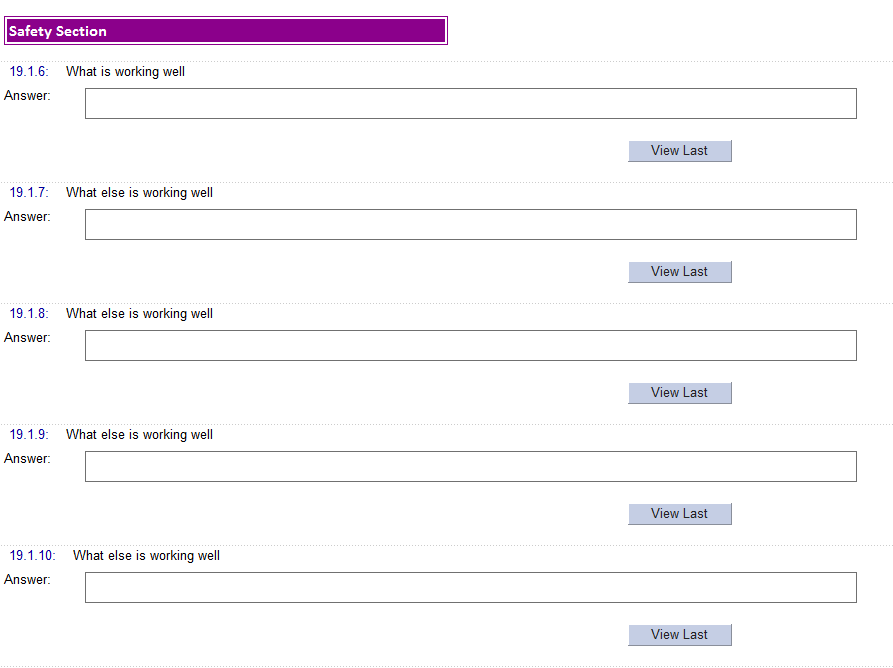 Safety Section
19.1.6: What is working well
Answer:
View Last
19.1.7: What else is working well
Answer:
View Last
19.1.8: What else is working well
Answer:
View Last
19.1.9: What else is working well
Answer:
View Last
19.1.10: What else is working well
Answer:
View Last